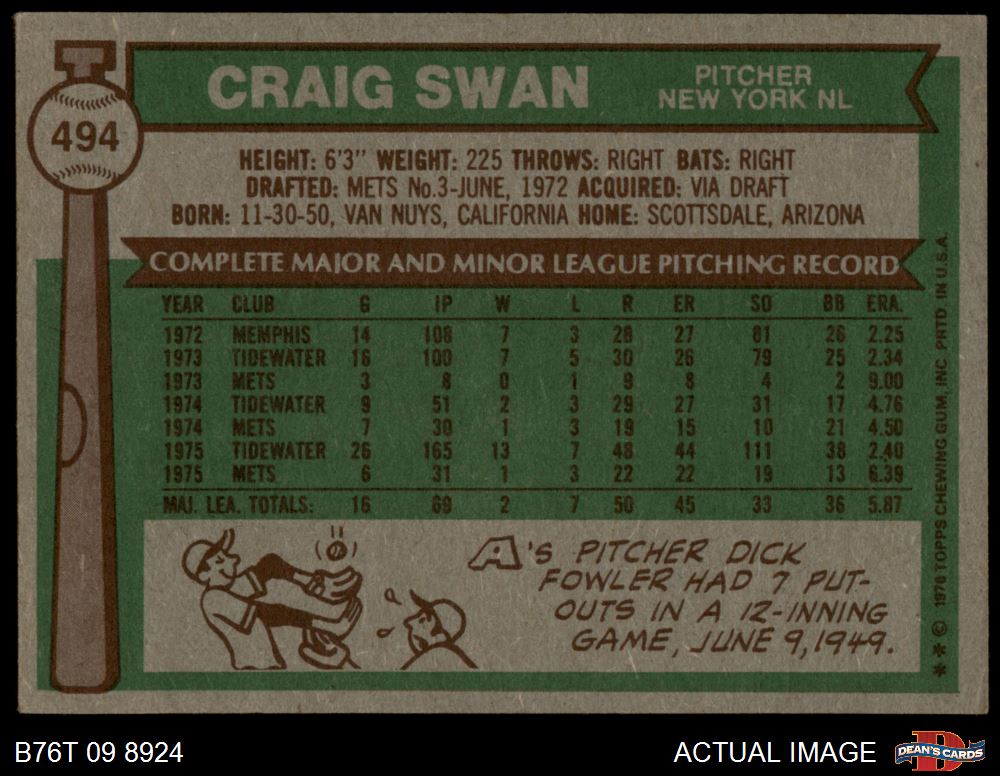 CRAIG SWAN
PITCHER
NEW YORK NL
494
HEIGHT: 6'3" WEIGHT: 225 THROWS: RIGHT BATS: RIGHT
DRAFTED: METS No.3-JUNE, 1972 ACQUIRED: VIA DRAFT
BORN: 11-30-50, VAN NUYS, CALIFORNIA HOME: SCOTTSDALE, ARIZONA
COMPLETE MAJOR AND MINOR LEAGUE PITCHING RECORD
YEAR CLUB G IP W L R ER SO BB ERA.
1972 MEMPHIS 14 108 7 3 28 27 81 26 2.25
1973 TIDEWATER 16 100 7 5 30 26 79 25 2.34
1973 METS 3 8 0 1 9 8 4 2 9.00
1974 TIDEWATER 9 51 2 3 29 27 31 17 4.76
1974 METS 7 30 1 3 19 15 10 21 4.50
1975 TIDEWATER 26 165 13 7 48 44 111 38 2.40
1975 METS 6 31 1 3 22 22 19 13 6.39
MAJ. LEA. TOTALS: 16 69 2 7 50 45 33 36 5.87
A's PITCHER DICK
FOWLER HAD 7 PUT-
OUTS IN A 12-INNING
GAME, JUNE 9, 1949.
** © 1976 TOPPS CHEWING GUM, INC. PRTD. IN U.S.A.
B76T 09 8924
ACTUAL IMAGE
D
DEAN'S CARDS